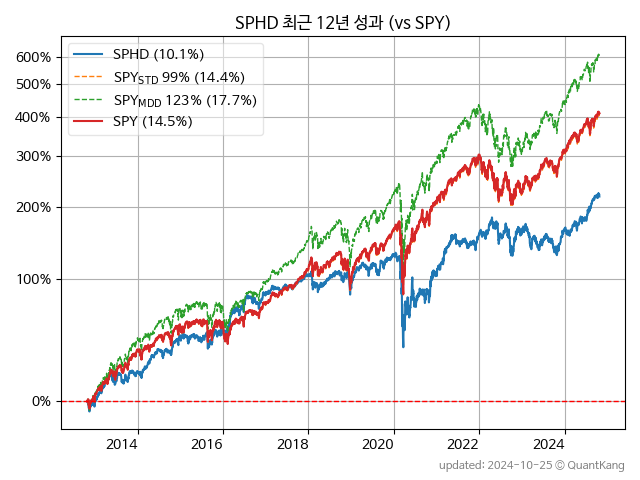 SPHD 최근 12년 성과 (vs SPY)
SPHD (10.1%)
SPY_STD 99% (14.4%)
SPY_MDD 123% (17.7%)
SPY (14.5%)
600%
500%
400%
300%
200%
100%
0%
2014 2016 2018 2020 2022 2024
updated: 2024-10-25 © QuantKang